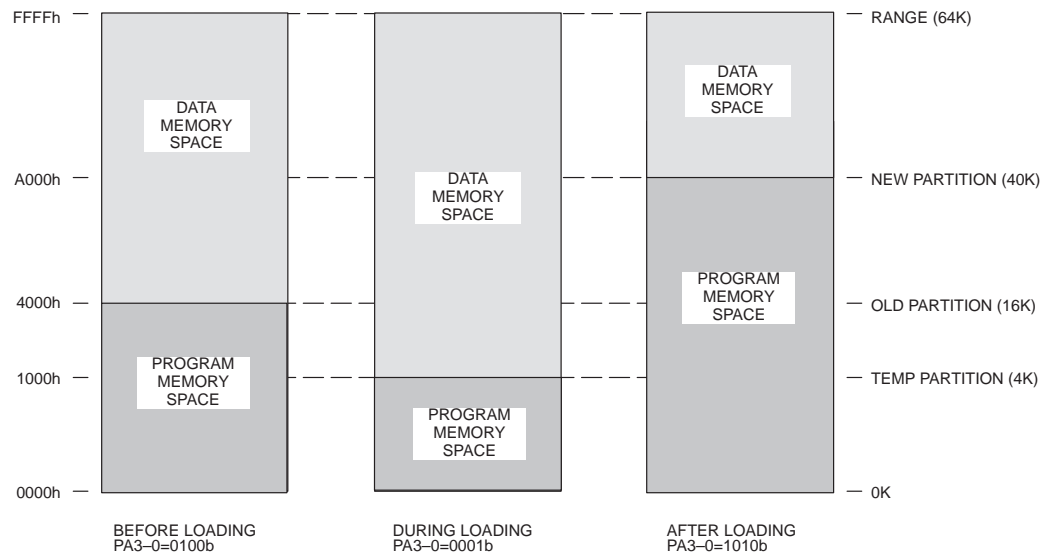 FFFFh
RANGE (64K)
DATA
MEMORY
SPACE
DATA
MEMORY
SPACE
A000h
DATA
MEMORY
SPACE
NEW PARTITION (40K)
4000h
PROGRAM
MEMORY
SPACE
OLD PARTITION (16K)
1000h
PROGRAM
MEMORY
SPACE
TEMP PARTITION (4K)
PROGRAM
MEMORY
SPACE
0000h
0K
BEFORE LOADING
PA3–0=0100b
DURING LOADING
PA3–0=0001b
AFTER LOADING
PA3–0=1010b